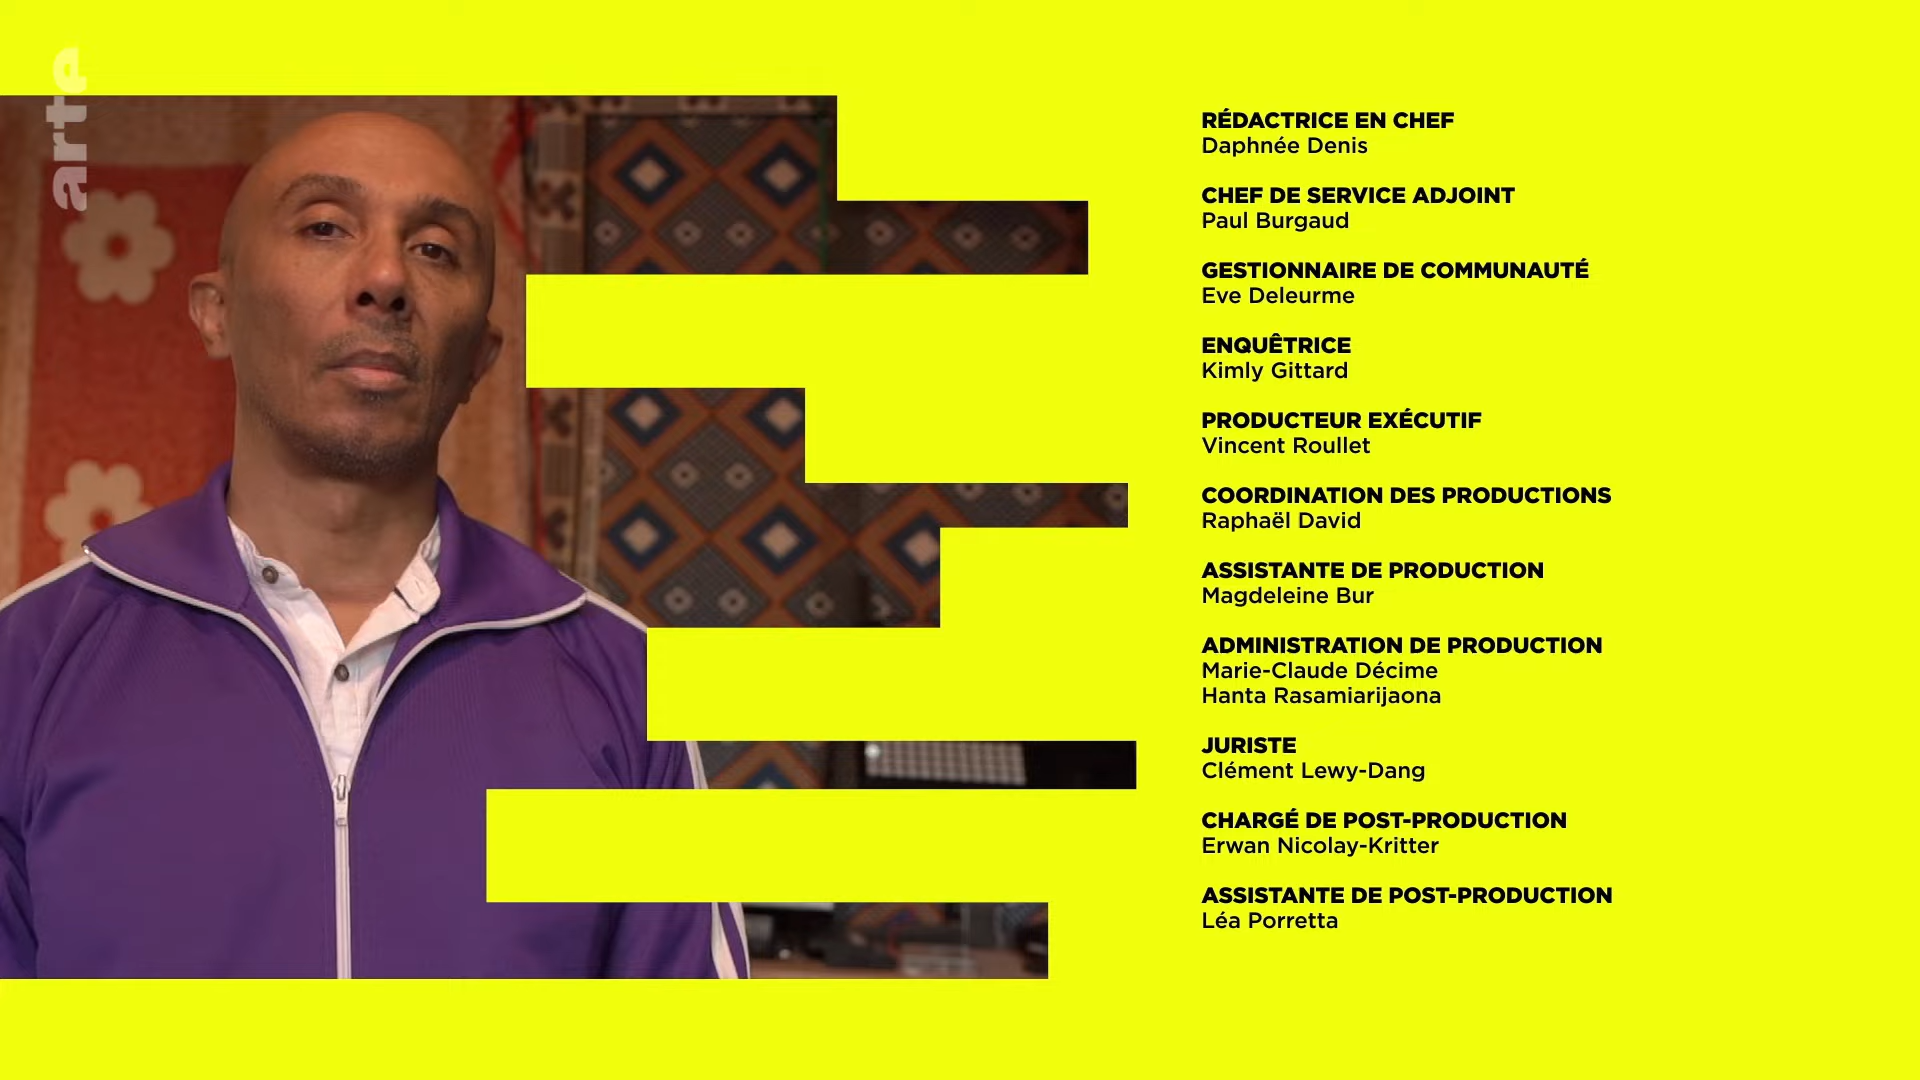 arte
RÉDACTRICE EN CHEF
Daphnée Denis
CHEF DE SERVICE ADJOINT
Paul Burgaud
GESTIONNAIRE DE COMMUNAUTÉ
Eve Deleurme
ENQUÊTRICE
Kimly Gittard
PRODUCTEUR EXÉCUTIF
Vincent Roullet
COORDINATION DES PRODUCTIONS
Raphaël David
ASSISTANTE DE PRODUCTION
Magdeleine Bur
ADMINISTRATION DE PRODUCTION
Marie-Claude Décime
Hanta Rasamiarijaona
JURISTE
Clément Lewy-Dang
CHARGÉ DE POST-PRODUCTION
Erwan Nicolay-Kritter
ASSISTANTE DE POST-PRODUCTION
Léa Porretta